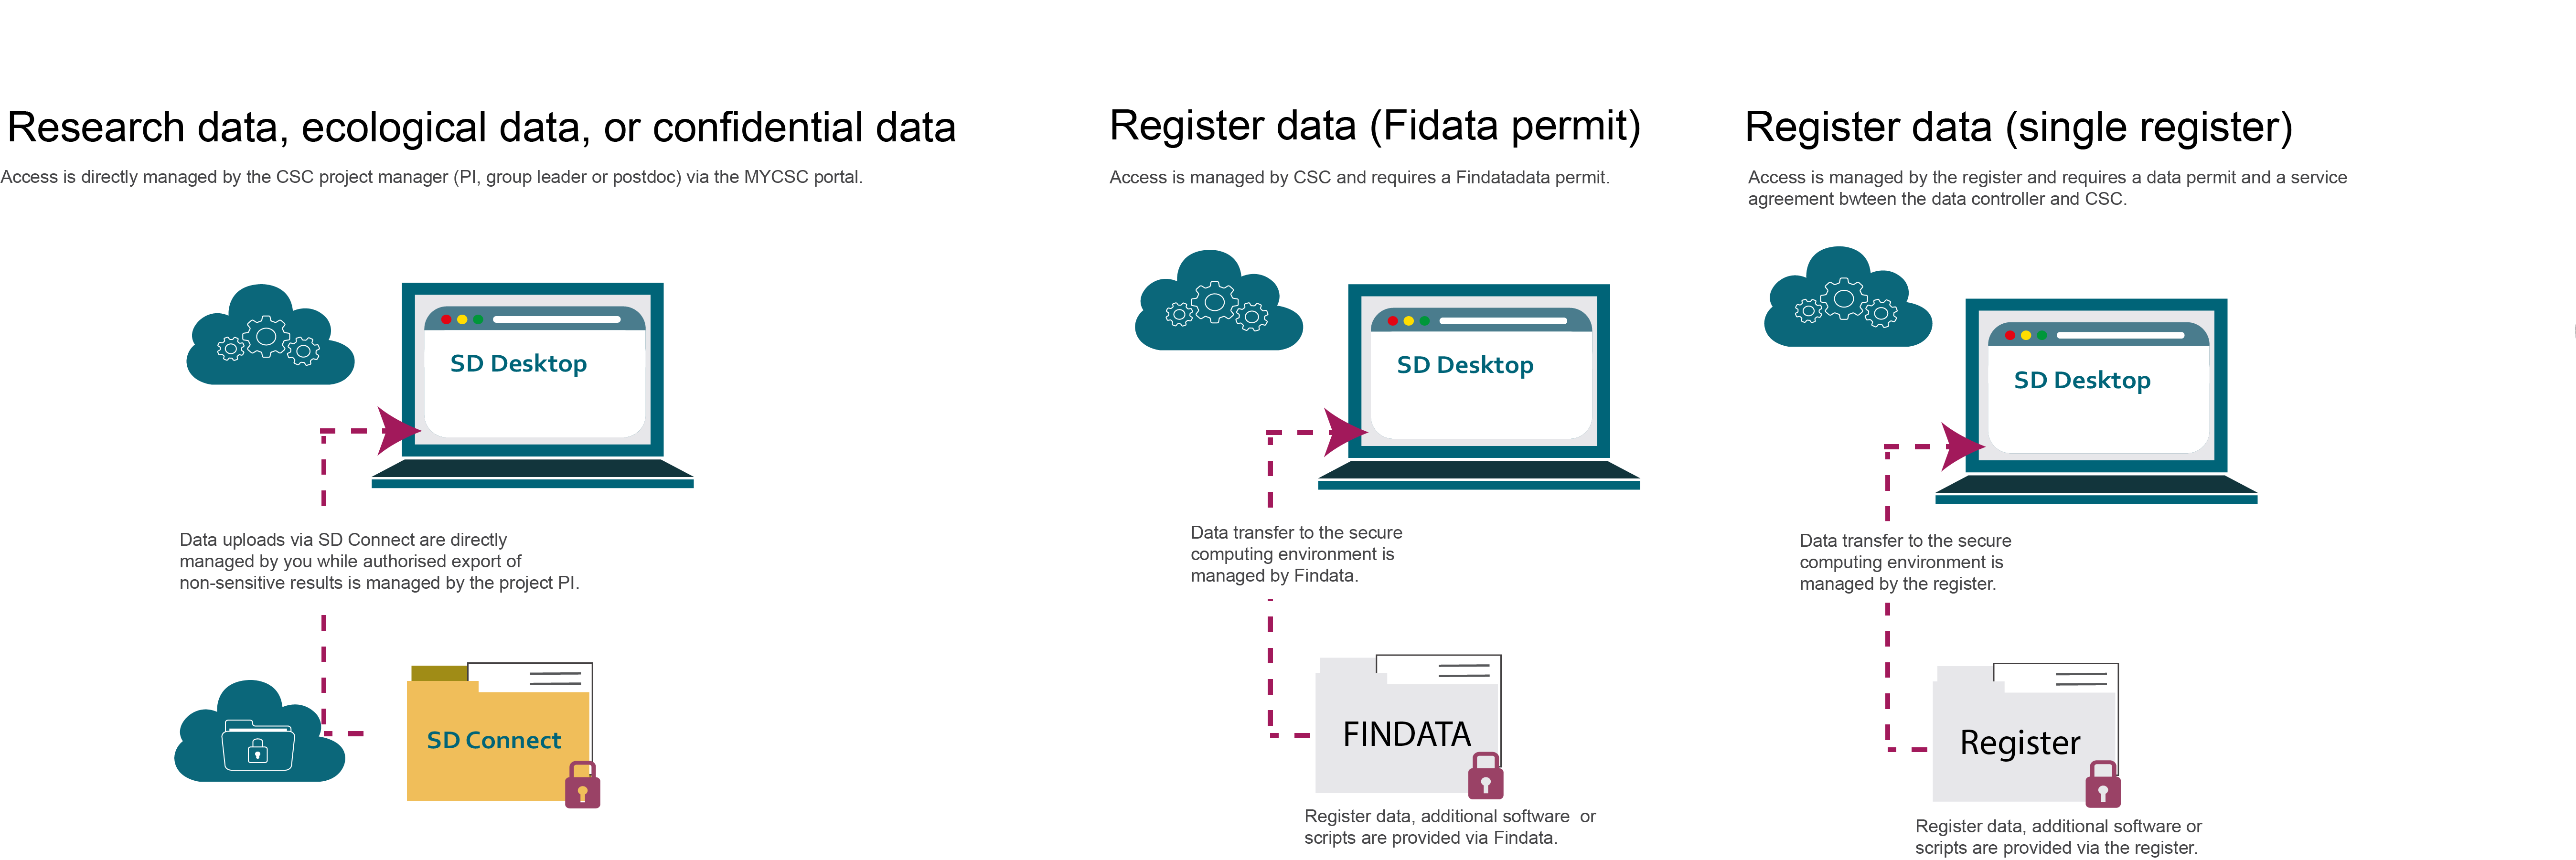 Research data, ecological data, or confidential data
Access is directly managed by the CSC project manager (PI, group leader or postdoc) via the MYCSC portal.
SD Desktop
Data uploads via SD Connect are directly
managed by you while authorised export of
non-sensitive results is managed by the project PI.
SD Connect
Register data (Fidata permit)
Access is managed by CSC and requires a Findatadata permit.
SD Desktop
Data transfer to the secure
computing environment is
managed by Findata.
FINDATA
Register data, additional software or
scripts are provided via Findata.
Register data (single register)
Access is managed by the register and requires a data permit and a service
agreement bwteen the data controller and CSC.
SD Desktop
Data transfer to the secure
computing environment is
managed by the register.
Register
Register data, additional software or
scripts are provided via the register.